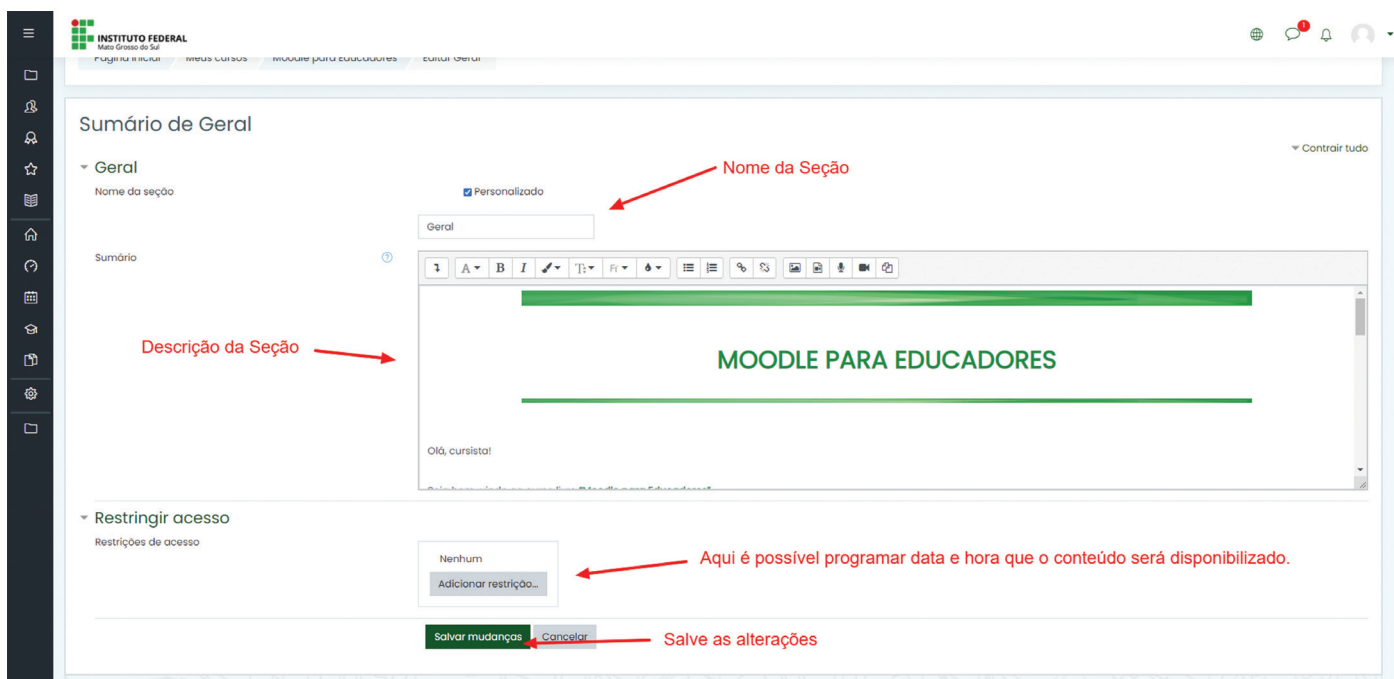 INSTITUTO FEDERAL
Mato Grosso do Sul
1
Página inicial Meus cursos Moodle para Educadores Editar Geral
Sumário de Geral
Contrair tudo
Geral
Nome da Seção
Nome da seção
Personalizado
Geral
Sumário
Descrição da Seção
MOODLE PARA EDUCADORES
Olá, cursista!
Restringir acesso
Restrições de acesso
Nenhum
Aqui é possível programar data e hora que o conteúdo será disponibilizado.
Adicionar restrição...
Salvar mudanças Cancelar
Salve as alterações